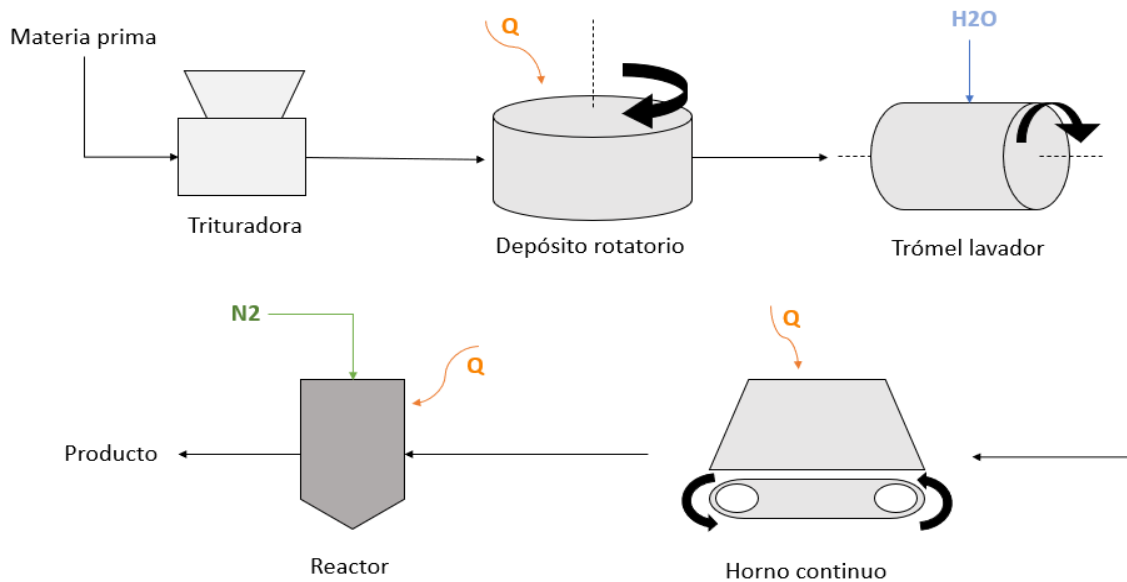 Materia prima
Q
H2O
Trituradora
Depósito rotatorio
Trómel lavador
N2
Q
Q
Producto
Reactor
Horno continuo